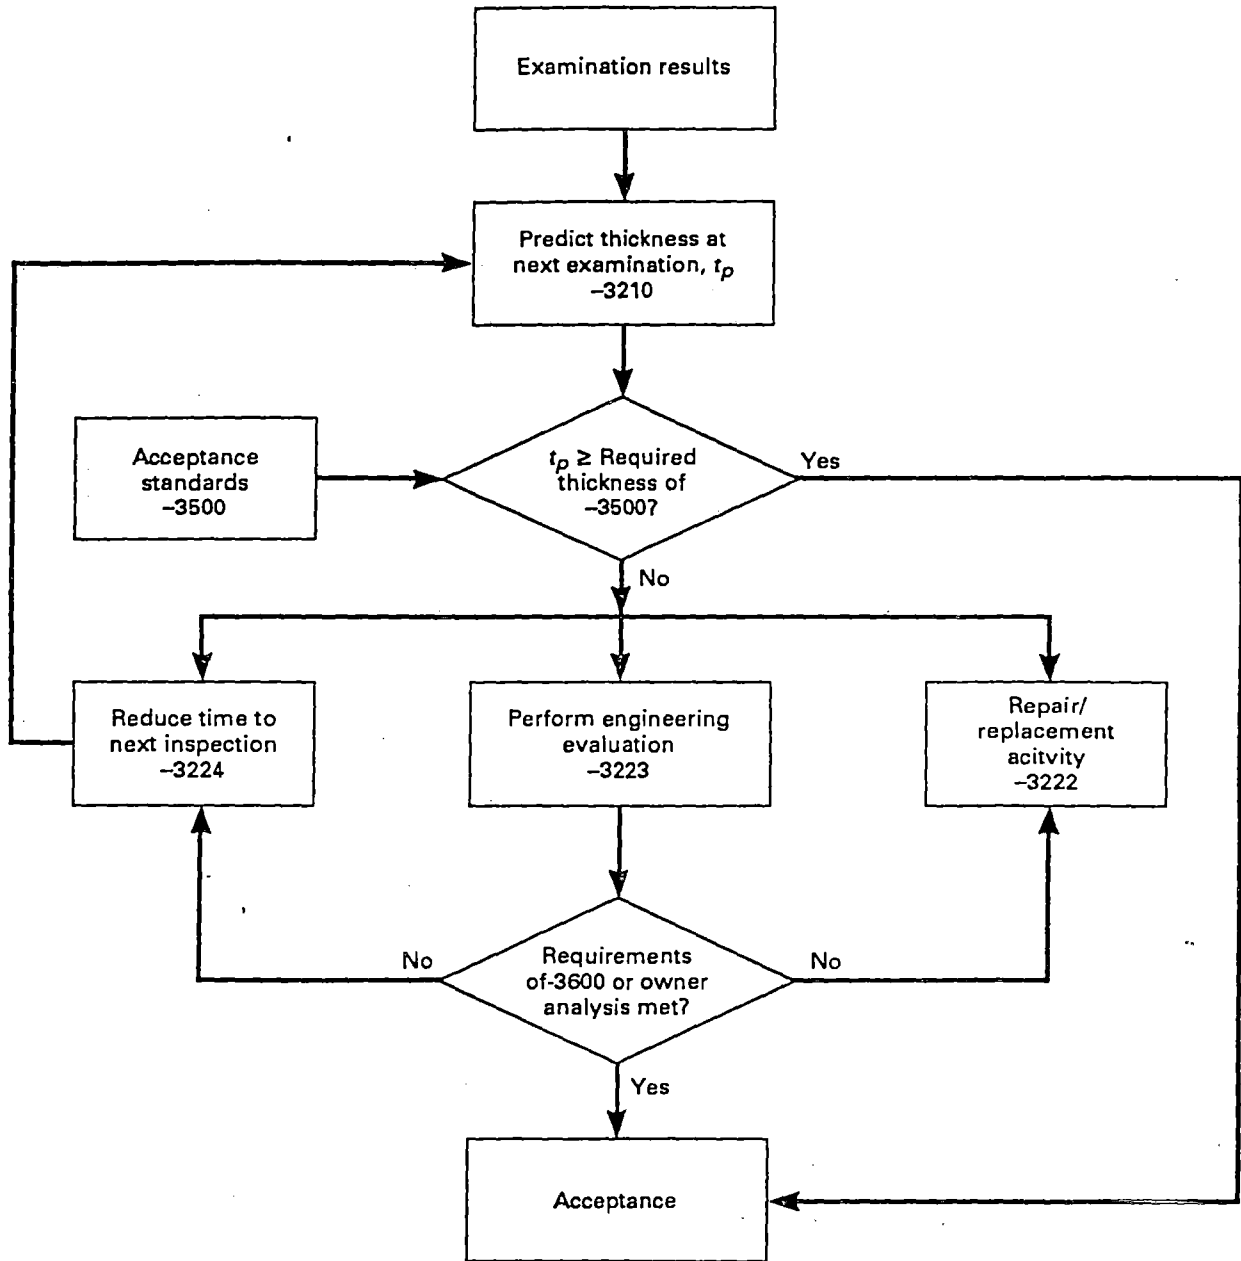 Examination results
Predict thickness at
next examination, tp
–3210
Acceptance
standards
–3500
tp ≥ Required
thickness of
–3500?
Yes
No
Reduce time to
next inspection
–3224
Perform engineering
evaluation
–3223
Repair/
replacement
acitvity
–3222
No
Requirements
of-3600 or owner
analysis met?
No
Yes
Acceptance